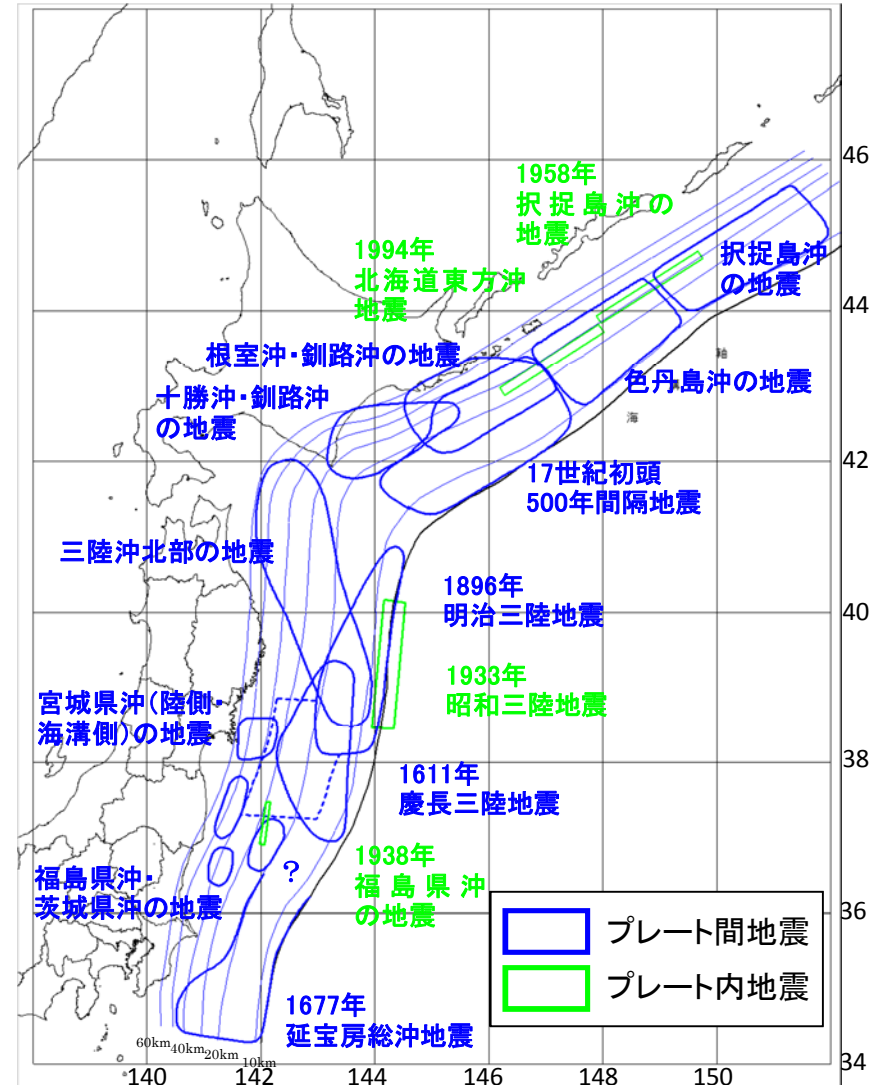 46
1958年
択捉島沖の
地震
択捉島沖
の地震
1994年
北海道東方沖
地震
44
根室沖・釧路沖の地震
軸
色丹島沖の地震
十勝沖・釧路沖
の地震
海
42
17世紀初頭
500年間隔地震
三陸沖北部の地震
1896年
明治三陸地震
40
1933年
昭和三陸地震
宮城県沖(陸側・
海溝側)の地震
38
1611年
慶長三陸地震
1938年
福島県沖
の地震
?
福島県沖・
茨城県沖の地震
36
プレート間地震
プレート内地震
1677年
延宝房総沖地震
60km
40km
20km
10km
34
140
142
144
146
148
150